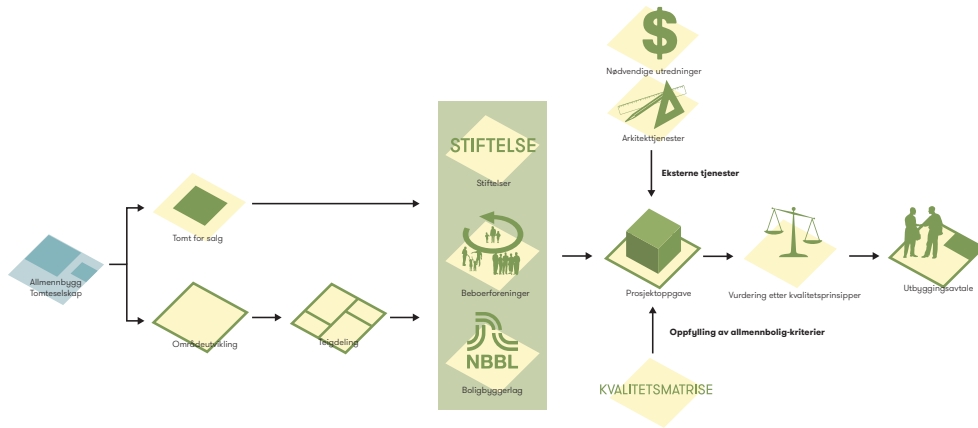 $
Nødvendige utredninger
Arkitekttjenester
Eksterne tjenester
STIFTELSE
Stiftelser
Tomt for salg
Allmennbygg
Tomteselskap
Beboerforeninger
Prosjektoppgave
Vurdering etter kvalitetsprinsipper
Utbyggingsavtale
Områdeutvikling
Teigdeling
Oppfylling av allmennbolig-kriterier
NBBL
Boligbyggerlag
KVALITETSMATRISE